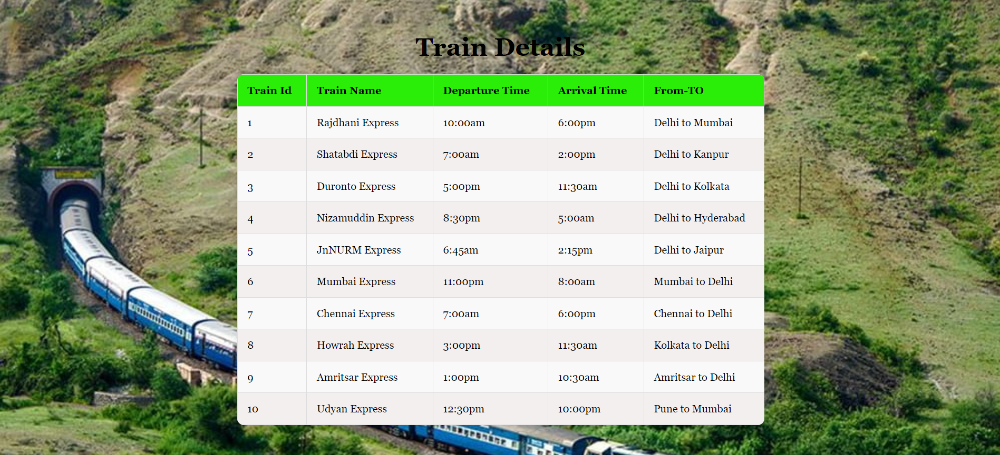 Train Details
Train Id Train Name Departure Time Arrival Time From-TO
1 Rajdhani Express 10:00am 6:00pm Delhi to Mumbai
2 Shatabdi Express 7:00am 2:00pm Delhi to Kanpur
3 Duronto Express 5:00pm 11:30am Delhi to Kolkata
4 Nizamuddin Express 8:30pm 5:00am Delhi to Hyderabad
5 JnNURM Express 6:45am 2:15pm Delhi to Jaipur
6 Mumbai Express 11:00pm 8:00am Mumbai to Delhi
7 Chennai Express 7:00am 6:00pm Chennai to Delhi
8 Howrah Express 3:00pm 11:30am Kolkata to Delhi
9 Amritsar Express 1:00pm 10:30am Amritsar to Delhi
10 Udyan Express 12:30pm 10:00pm Pune to Mumbai